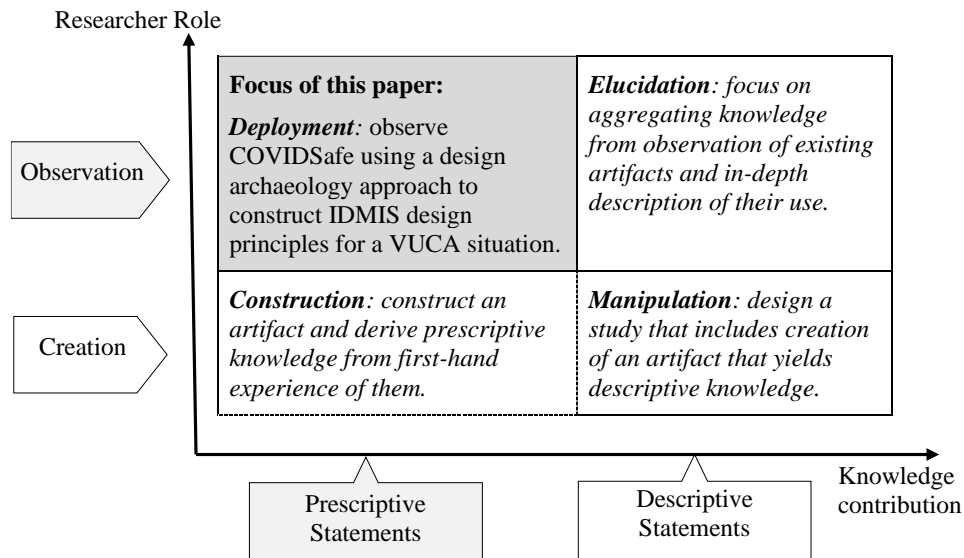 Researcher Role
Focus of this paper:
Deployment: observe
COVIDSafe using a design
archaeology approach to
construct IDMIS design
principles for a VUCA situation.
Elucidation: focus on
aggregating knowledge
from observation of existing
artifacts and in-depth
description of their use.
Observation
Construction: construct an
artifact and derive prescriptive
knowledge from first-hand
experience of them.
Manipulation: design a
study that includes creation
of an artifact that yields
descriptive knowledge.
Creation
Prescriptive
Statements
Descriptive
Statements
Knowledge
contribution